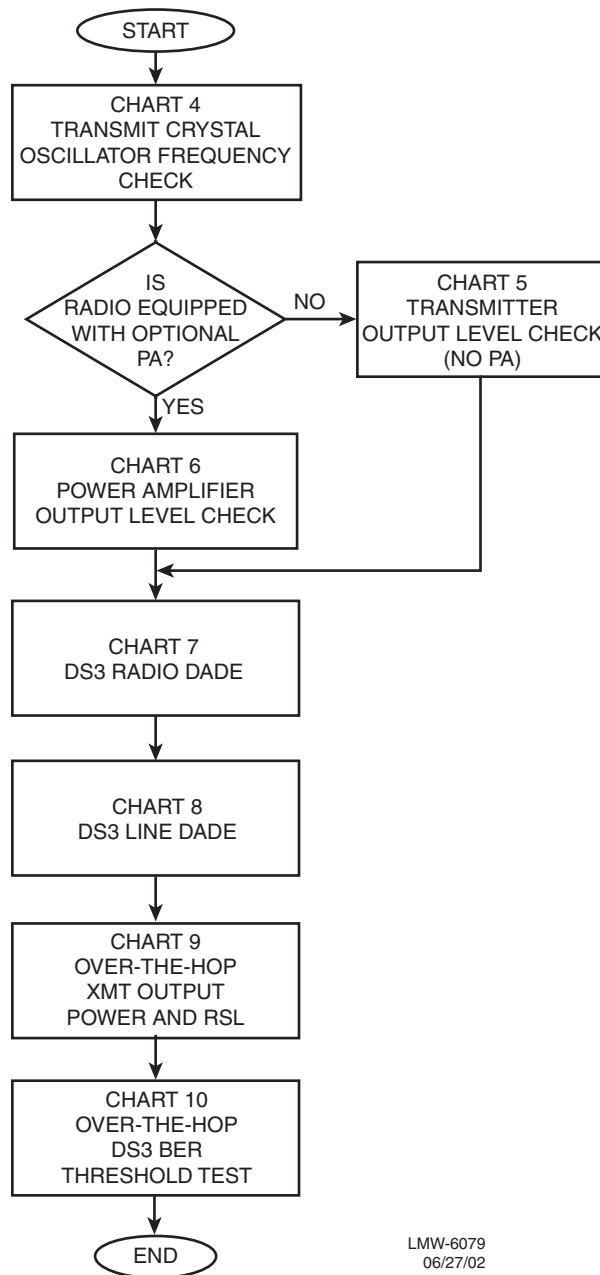 START
CHART 4
TRANSMIT CRYSTAL
OSCILLATOR FREQUENCY
CHECK
IS
RADIO EQUIPPED
WITH OPTIONAL
PA?
NO
CHART 5
TRANSMITTER
OUTPUT LEVEL CHECK
(NO PA)
YES
CHART 6
POWER AMPLIFIER
OUTPUT LEVEL CHECK
CHART 7
DS3 RADIO DADE
CHART 8
DS3 LINE DADE
CHART 9
OVER-THE-HOP
XMT OUTPUT
POWER AND RSL
CHART 10
OVER-THE-HOP
DS3 BER
THRESHOLD TEST
END
LMW-6079
06/27/02